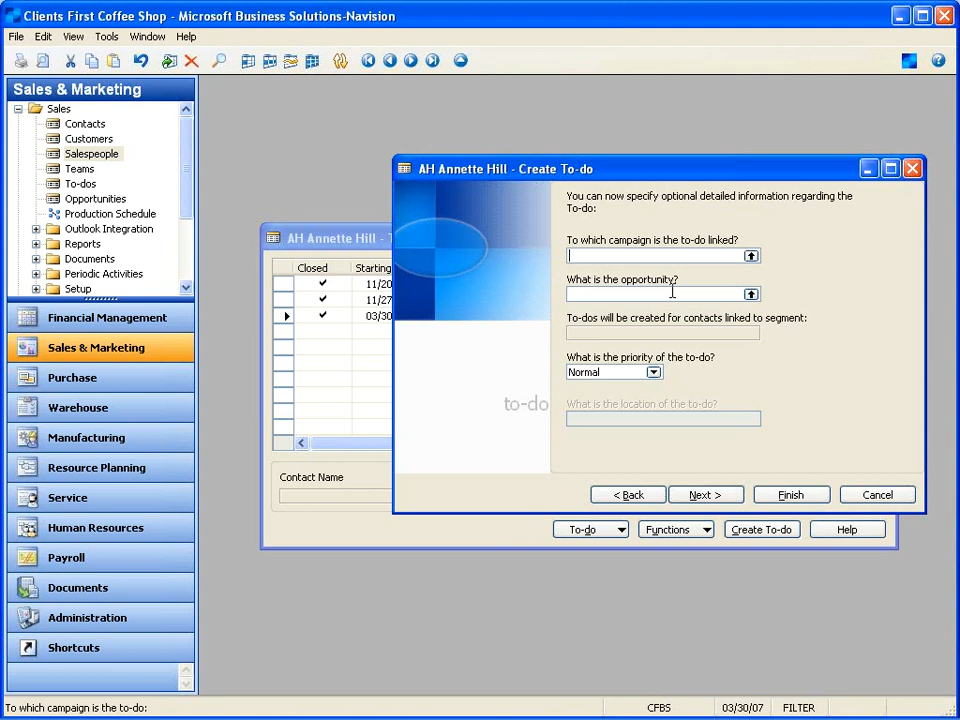 Clients First Coffee Shop - Microsoft Business Solutions-Navision
File Edit View Tools Window Help
Sales & Marketing
Sales
Contacts
Customers
Salespeople
Teams
To-dos
Opportunities
Production Schedule
Outlook Integration
Reports
Documents
Periodic Activities
Setup
Financial Management
Sales & Marketing
Purchase
Warehouse
Manufacturing
Resource Planning
Service
Human Resources
Payroll
Documents
Administration
Shortcuts
AH Annette Hill - T
Closed Starting
11/20
11/27
03/30
Contact Name
To-do Functions Create To-do Help
AH Annette Hill - Create To-do
You can now specify optional detailed information regarding the
To-do:
To which campaign is the to-do linked?
What is the opportunity?
To-dos will be created for contacts linked to segment:
What is the priority of the to-do?
Normal
What is the location of the to-do?
to-do
< Back Next > Finish Cancel
To which campaign is the to-do: CFBS 03/30/07 FILTER